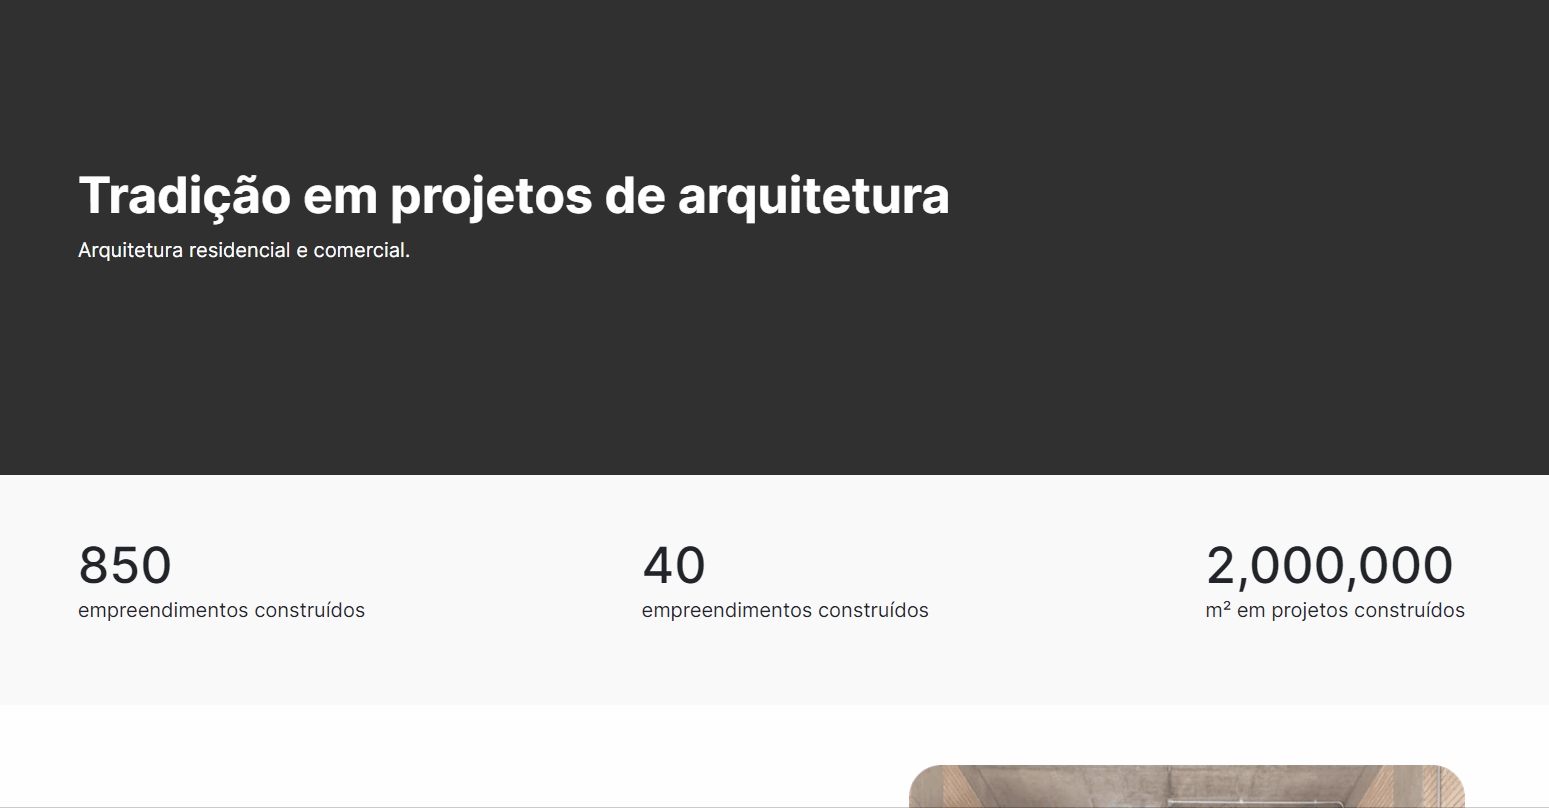 Tradição em projetos de arquitetura
Arquitetura residencial e comercial.
850
empreendimentos construídos
40
empreendimentos construídos
2,000,000
m² em projetos construídos